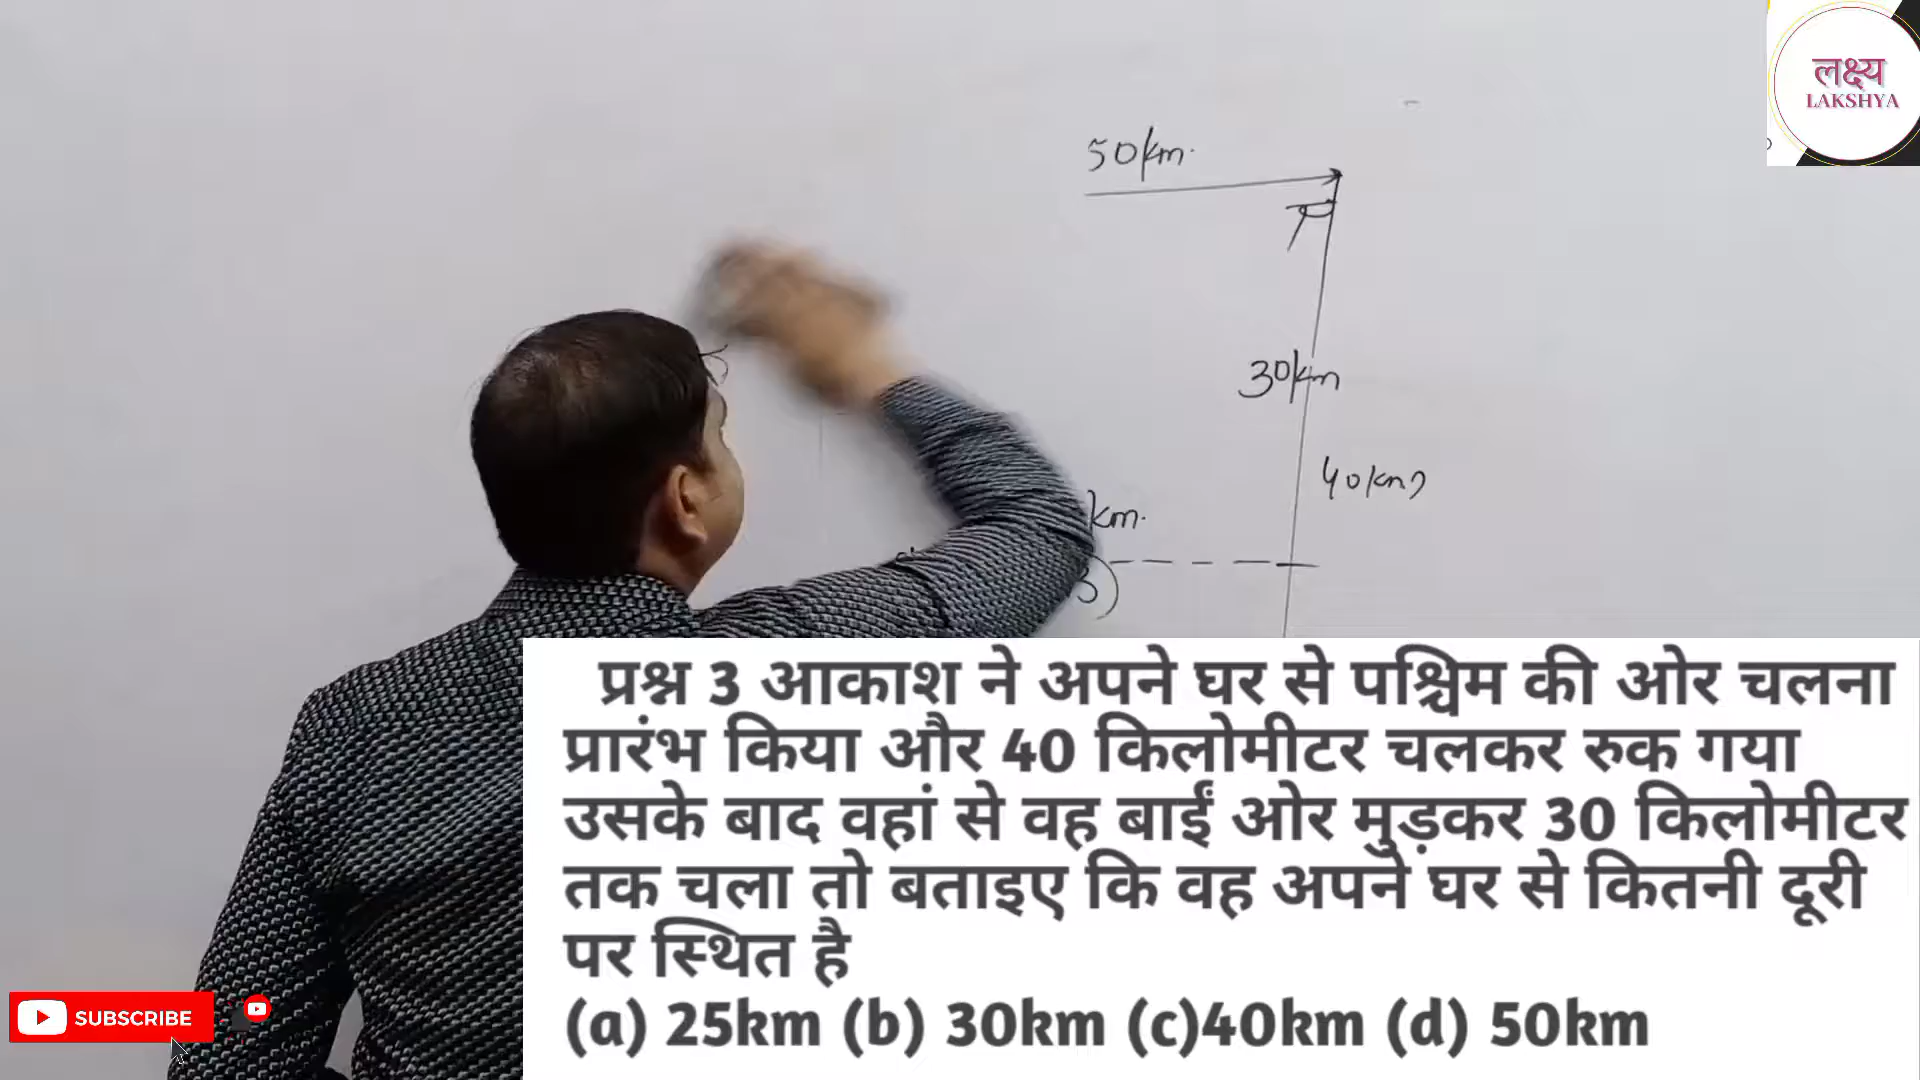 लक्ष्य
LAKSHYA
50km.
30km
40km
km.
प्रश्न 3 आकाश ने अपने घर से पश्चिम की ओर चलना
प्रारंभ किया और 40 किलोमीटर चलकर रुक गया
उसके बाद वहां से वह बाईं ओर मुड़कर 30 किलोमीटर
तक चला तो बताइए कि वह अपने घर से कितनी दूरी
पर स्थित है
(a) 25km (b) 30km (c)40km (d) 50km
SUBSCRIBE